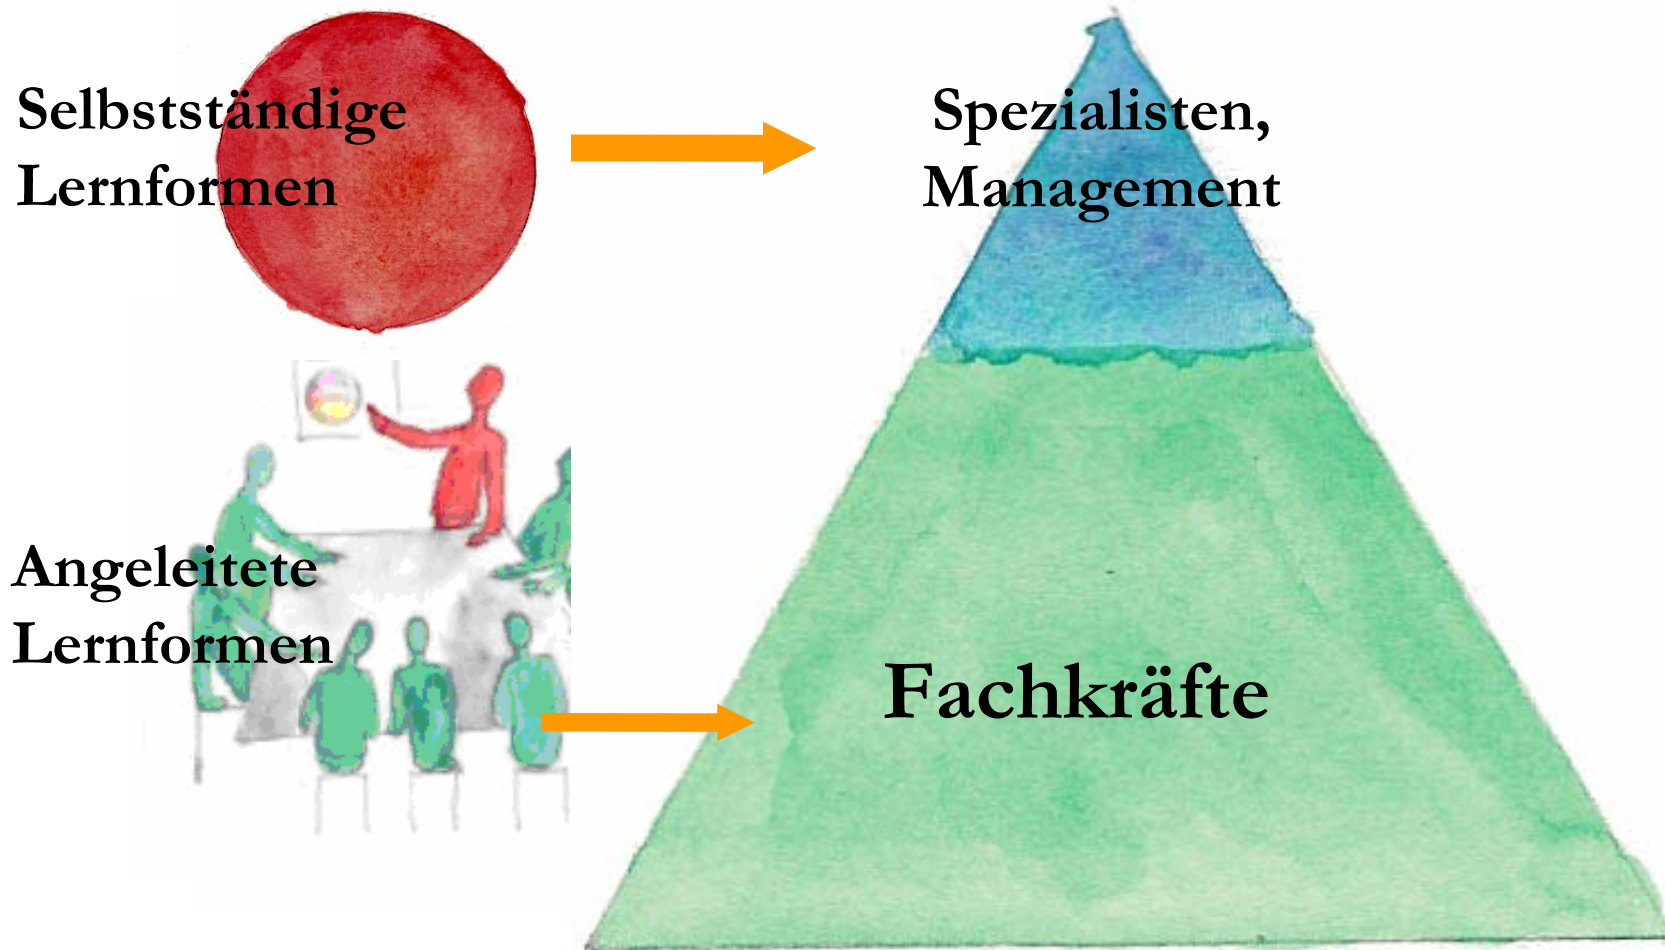 Selbstständige
Lernformen
Spezialisten,
Management
Angeleitete
Lernformen
Fachkräfte